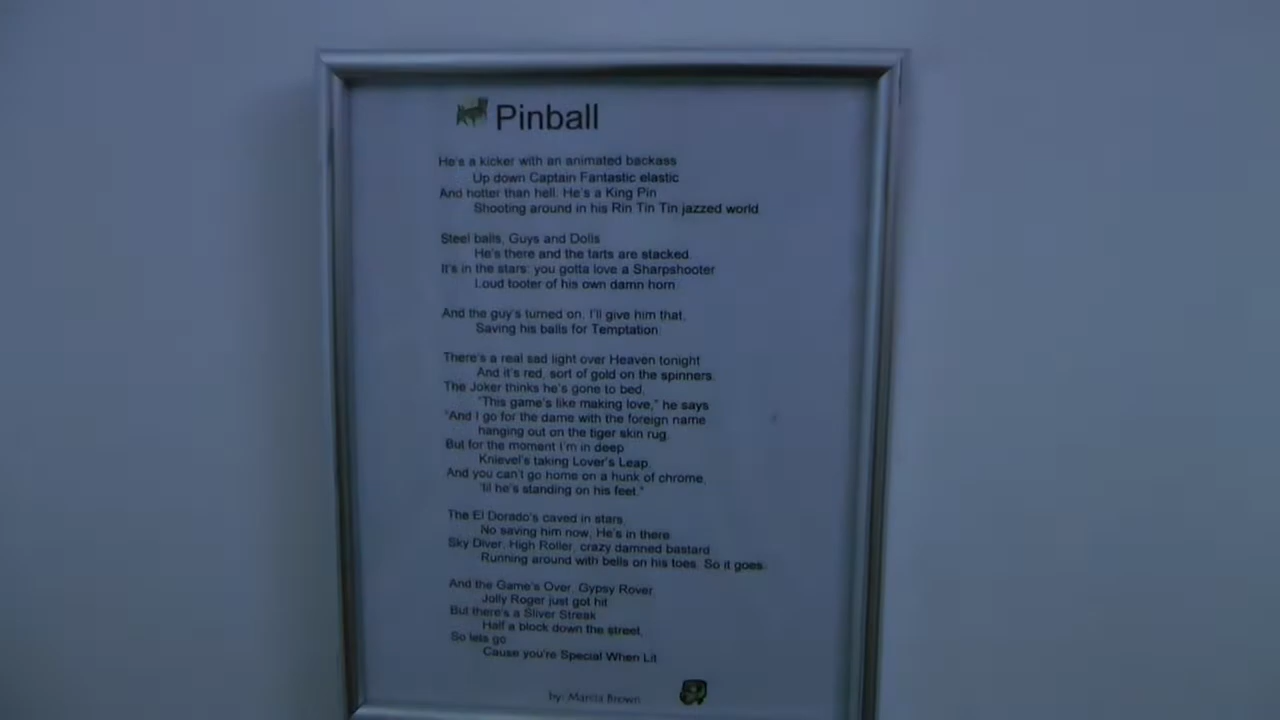 Pinball
He's a kicker with an animated backass
Up down Captain Fantastic elastic
And hotter than hell. He's a King Pin
Shooting around in his Rin Tin Tin jazzed world
Steel balls, Guys and Dolls
He's there and the tarts are stacked.
It's in the stars: you gotta love a Sharpshooter
Loud tooter of his own damn horn
And the guy's turned on, I'll give him that,
Saving his balls for Temptation
There's a real sad light over Heaven tonight
And it's red, sort of gold on the spinners.
The Joker thinks he's gone to bed,
"This game's like making love," he says
"And I go for the dame with the foreign name
hanging out on the tiger skin rug.
But for the moment I'm in deep
Knievel's taking Lover's Leap,
And you can't go home on a hunk of chrome,
'til he's standing on his feet."
The El Dorado's caved in stars,
No saving him now, He's in there
Sky Diver, High Roller, crazy damned bastard
Running around with bells on his toes. So it goes.
And the Game's Over, Gypsy Rover,
Jolly Roger just got hit
But there's a Sliver Streak
Half a block down the street,
So lets go
Cause you're Special When Lit
by: Marcia Brown